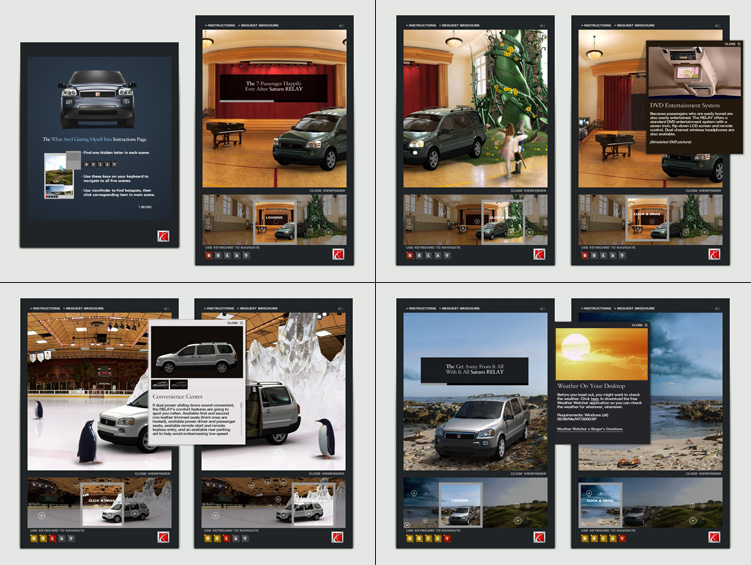 The What Am I Getting Myself Into Instructions Page.
• Find one hidden letter in each scene.
R E L A Y
• Use these keys on your keyboard to
navigate to all five scenes.
• Use viewfinder to find hotspots, then
click corresponding item in main scene.
BEGIN
INSTRUCTIONS
REQUEST BROCHURE
The 7-Passenger Happily
Ever After Saturn RELAY
CLOSE VIEWFINDER
LOADING
USE KEYBOARD TO NAVIGATE
R E L A Y
INSTRUCTIONS
REQUEST BROCHURE
CLOSE VIEWFINDER
CLICK & DRAG
USE KEYBOARD TO NAVIGATE
R E L A Y
INSTRUCTIONS
REQUEST BROCHURE
CLOSE
DVD Entertainment System
Because passengers who are easily bored are
also easily entertained. The RELAY offers a
standard DVD entertainment system with a
seven-inch, flip-down LCD screen and remote
control. Dual channel wireless headphones are
also available.
(Simulated DVD picture)
CLOSE VIEWFINDER
CLICK & DRAG
USE KEYBOARD TO NAVIGATE
R E L A Y
INSTRUCTIONS
REQUEST BROCHURE
CLOSE
Convenience Center
If dual power sliding doors sound convenient,
the RELAY's comfort features are going to
spoil you rotten. Available first and second
row leather trimmed seats (front ones are
heated), available power driver and passenger
seats, available remote start and remote
keyless entry, and an available rear parking
aid to help avoid embarrassing low-speed
CLICK & DRAG
USE KEYBOARD TO NAVIGATE
INSTRUCTIONS
REQUEST BROCHURE
CLOSE VIEWFINDER
USE KEYBOARD TO NAVIGATE
INSTRUCTIONS
REQUEST BROCHURE
The Get Away From It All
With It All Saturn RELAY
CLOSE VIEWFINDER
LOADING
USE KEYBOARD TO NAVIGATE
INSTRUCTIONS
REQUEST BROCHURE
CLOSE
Weather On Your Desktop
Before you head out, you might want to
check the weather. Click here to download the free
Weather Watcher application so you can crave
the weather for wherever, whenever.
Requirements: Windows (all)
Weather Watcher a Singer's Creations
CLOSE VIEWFINDER
CLICK & DRAG
USE KEYBOARD TO NAVIGATE